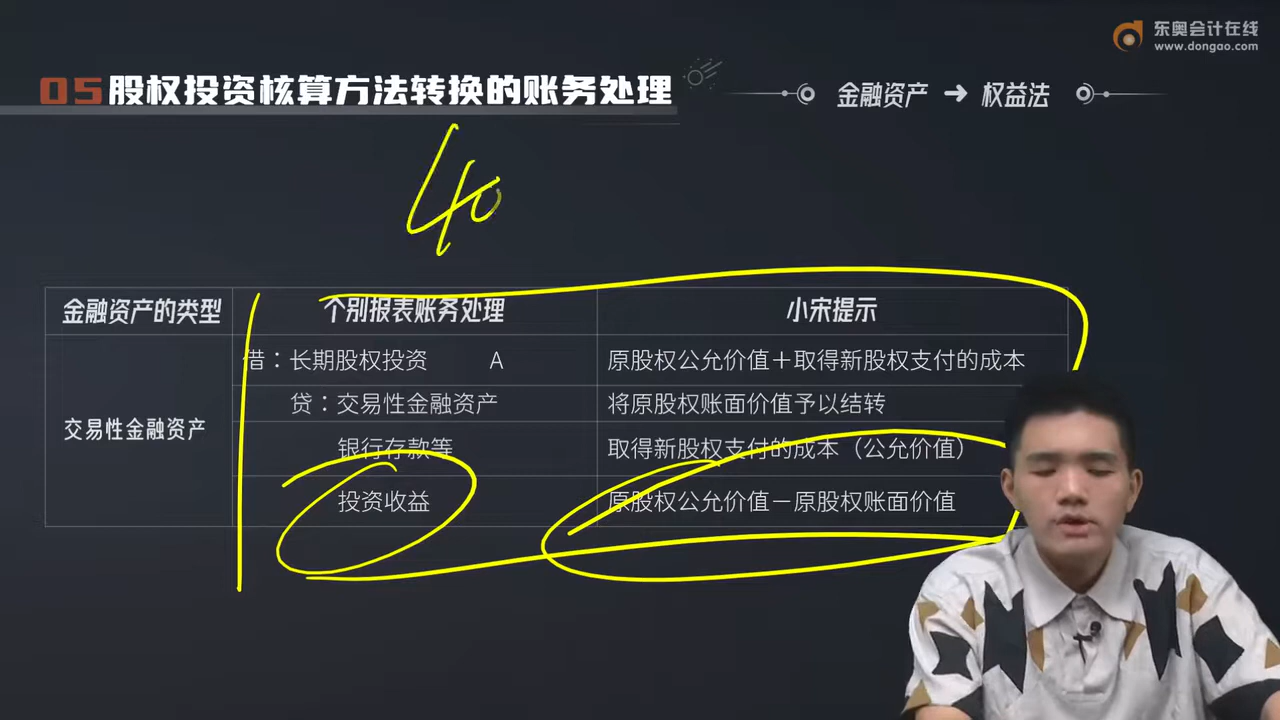 东奥会计在线
www.dongao.com
05 股权投资核算方法转换的账务处理
金融资产 → 权益法
40
金融资产的类型 个别报表账务处理 小宋提示
交易性金融资产
借：长期股权投资 A 原股权公允价值＋取得新股权支付的成本
贷：交易性金融资产 将原股权账面价值予以结转
银行存款等 取得新股权支付的成本（公允价值）
投资收益 原股权公允价值－原股权账面价值